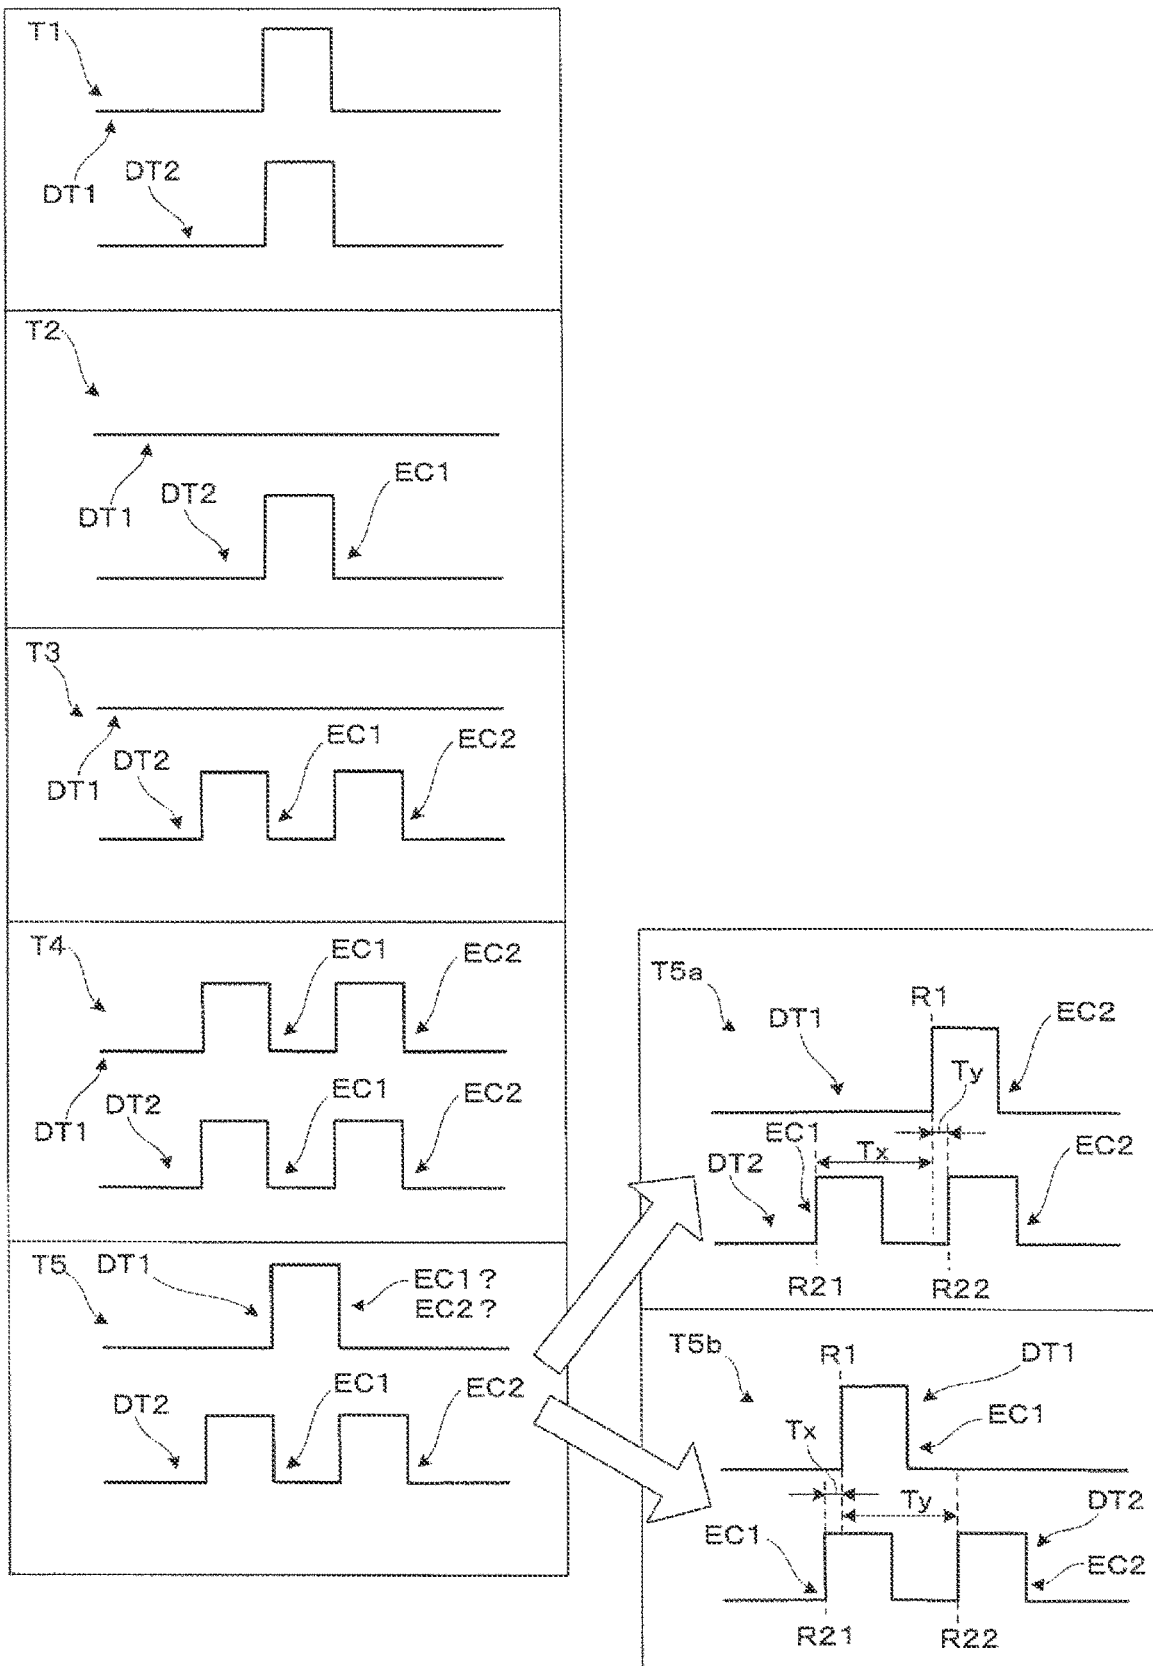 T1
DT1
DT2
T2
DT1
DT2
EC1
T3
DT1
DT2
EC1
EC2
T4
EC1
EC2
DT1
DT2
EC1
EC2
T5
DT1
EC1?
EC2?
DT2
EC1
EC2
T5a
R1
DT1
EC2
Ty
EC1
Tx
DT2
EC2
R21
R22
T5b
R1
DT1
EC1
Tx
Ty
DT2
EC1
EC2
R21
R22